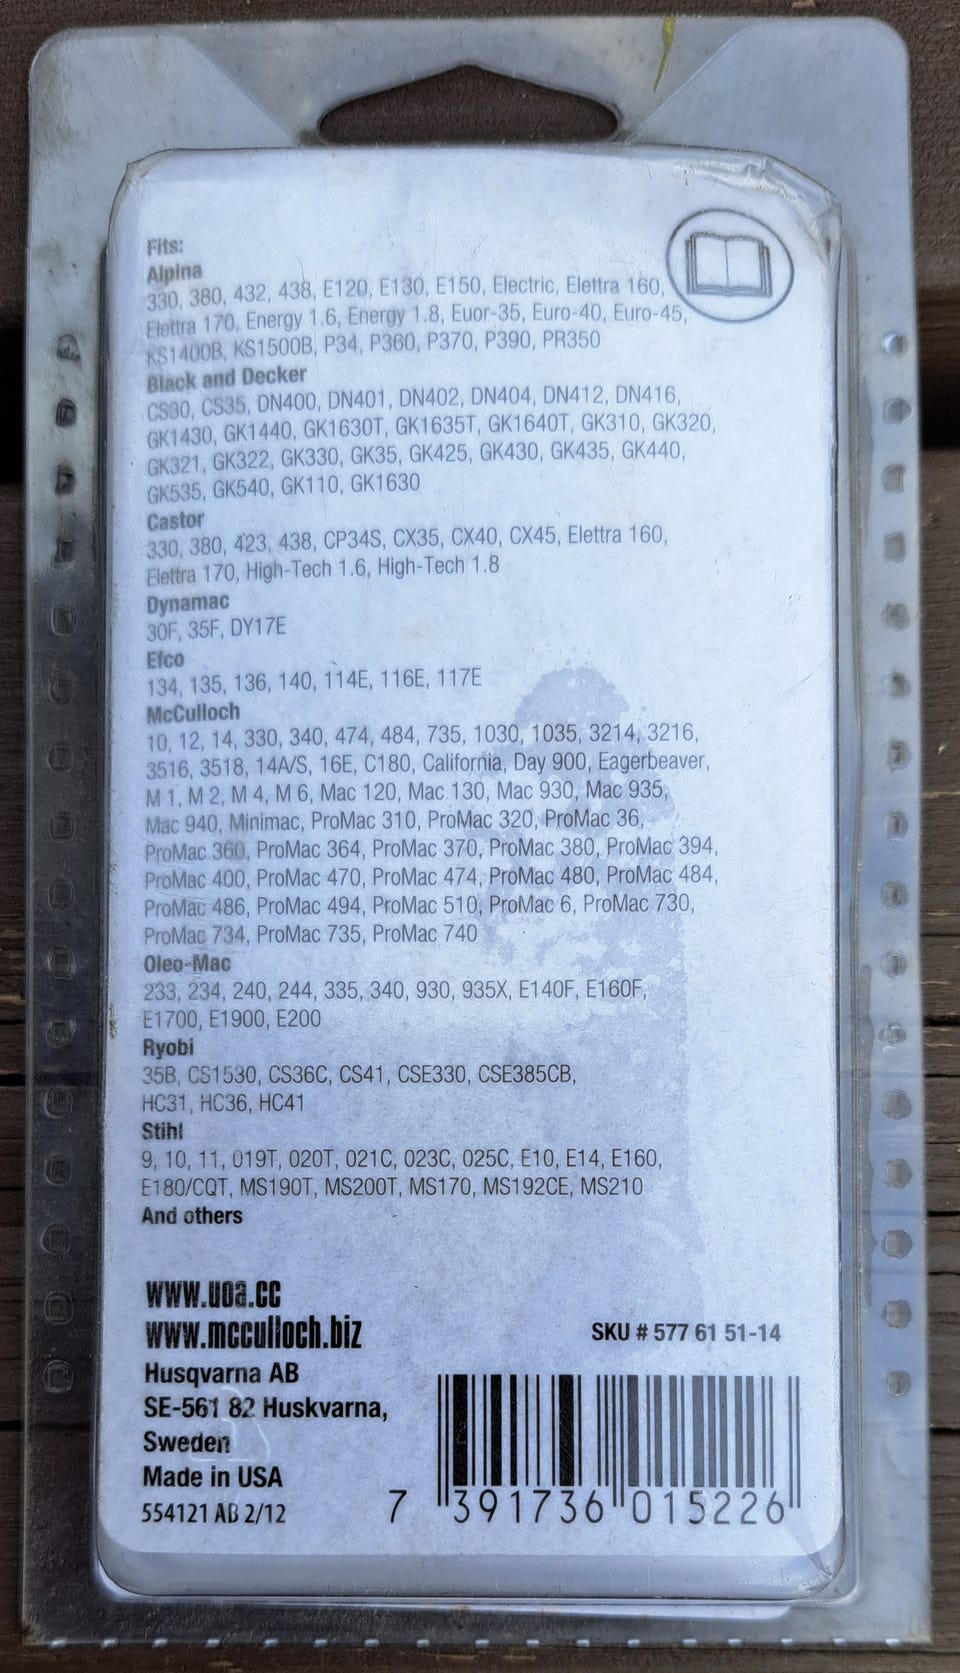 Fits:
Alpina
330, 380, 432, 438, E120, E130, E150, Electric, Elettra 160,
Elettra 170, Energy 1.6, Energy 1.8, Euor-35, Euro-40, Euro-45,
KS1400B, KS1500B, P34, P360, P370, P390, PR350
Black and Decker
CS30, CS35, DN400, DN401, DN402, DN404, DN412, DN416,
GK1430, GK1440, GK1630T, GK1635T, GK1640T, GK310, GK320,
GK321, GK322, GK330, GK35, GK425, GK430, GK435, GK440,
GK535, GK540, GK110, GK1630
Castor
330, 380, 423, 438, CP34S, CX35, CX40, CX45, Elettra 160,
Elettra 170, High-Tech 1.6, High-Tech 1.8
Dynamac
30F, 35F, DY17E
Efco
134, 135, 136, 140, 114E, 116E, 117E
McCulloch
10, 12, 14, 330, 340, 474, 484, 735, 1030, 1035, 3214, 3216,
3516, 3518, 14A/S, 16E, C180, California, Day 900, Eagerbeaver,
M 1, M 2, M 4, M 6, Mac 120, Mac 130, Mac 930, Mac 935,
Mac 940, Minimac, ProMac 310, ProMac 320, ProMac 36,
ProMac 360, ProMac 364, ProMac 370, ProMac 380, ProMac 394,
ProMac 400, ProMac 470, ProMac 474, ProMac 480, ProMac 484,
ProMac 486, ProMac 494, ProMac 510, ProMac 6, ProMac 730,
ProMac 734, ProMac 735, ProMac 740
Oleo-Mac
233, 234, 240, 244, 335, 340, 930, 935X, E140F, E160F,
E1700, E1900, E200
Ryobi
35B, CS1530, CS36C, CS41, CSE330, CSE385CB,
HC31, HC36, HC41
Stihl
9, 10, 11, 019T, 020T, 021C, 023C, 025C, E10, E14, E160,
E180/CQT, MS190T, MS200T, MS170, MS192CE, MS210
And others
www.uoa.cc
www.mcculloch.biz
SKU # 577 61 51-14
Husqvarna AB
SE-561 82 Huskvarna,
Sweden
Made in USA
554121 AB 2/12
7 391736 015226